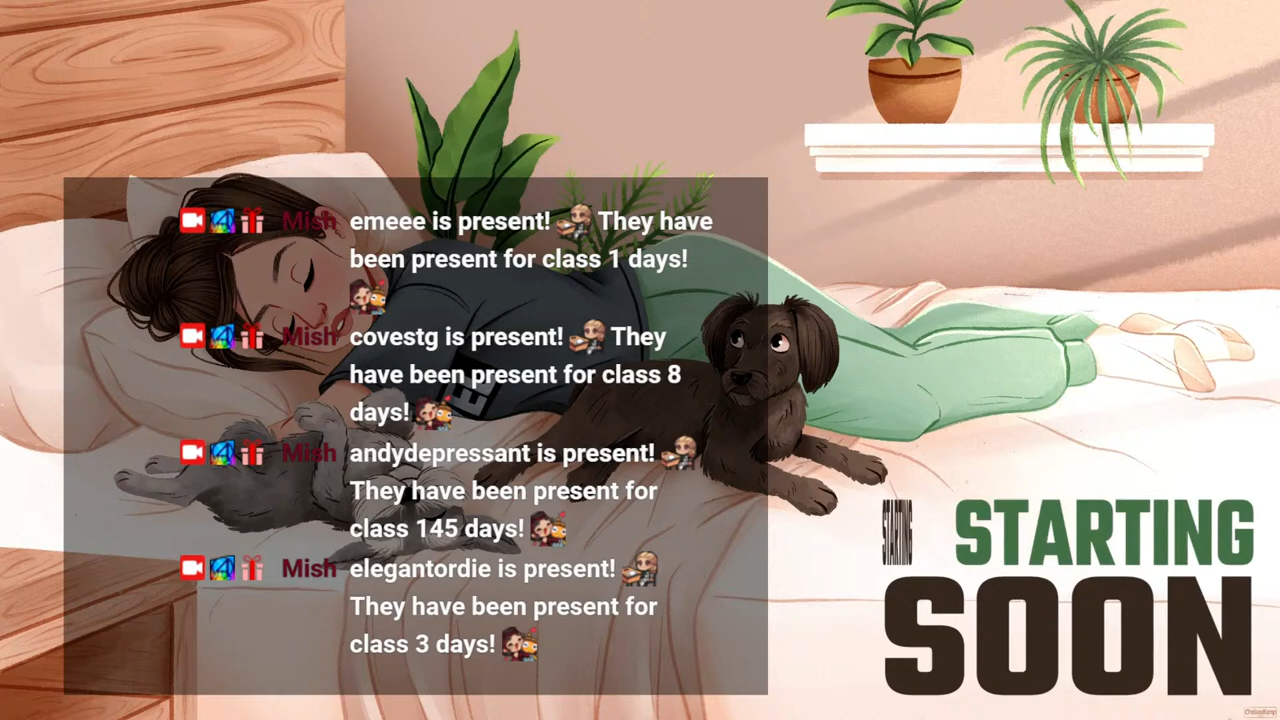 Mish emeee is present! They have
been present for class 1 days!
Mish covestg is present! They
have been present for class 8
days!
Mish andydepressant is present!
They have been present for
class 145 days!
Mish elegantordie is present!
They have been present for
class 3 days!
STARTING STARTING
SOON